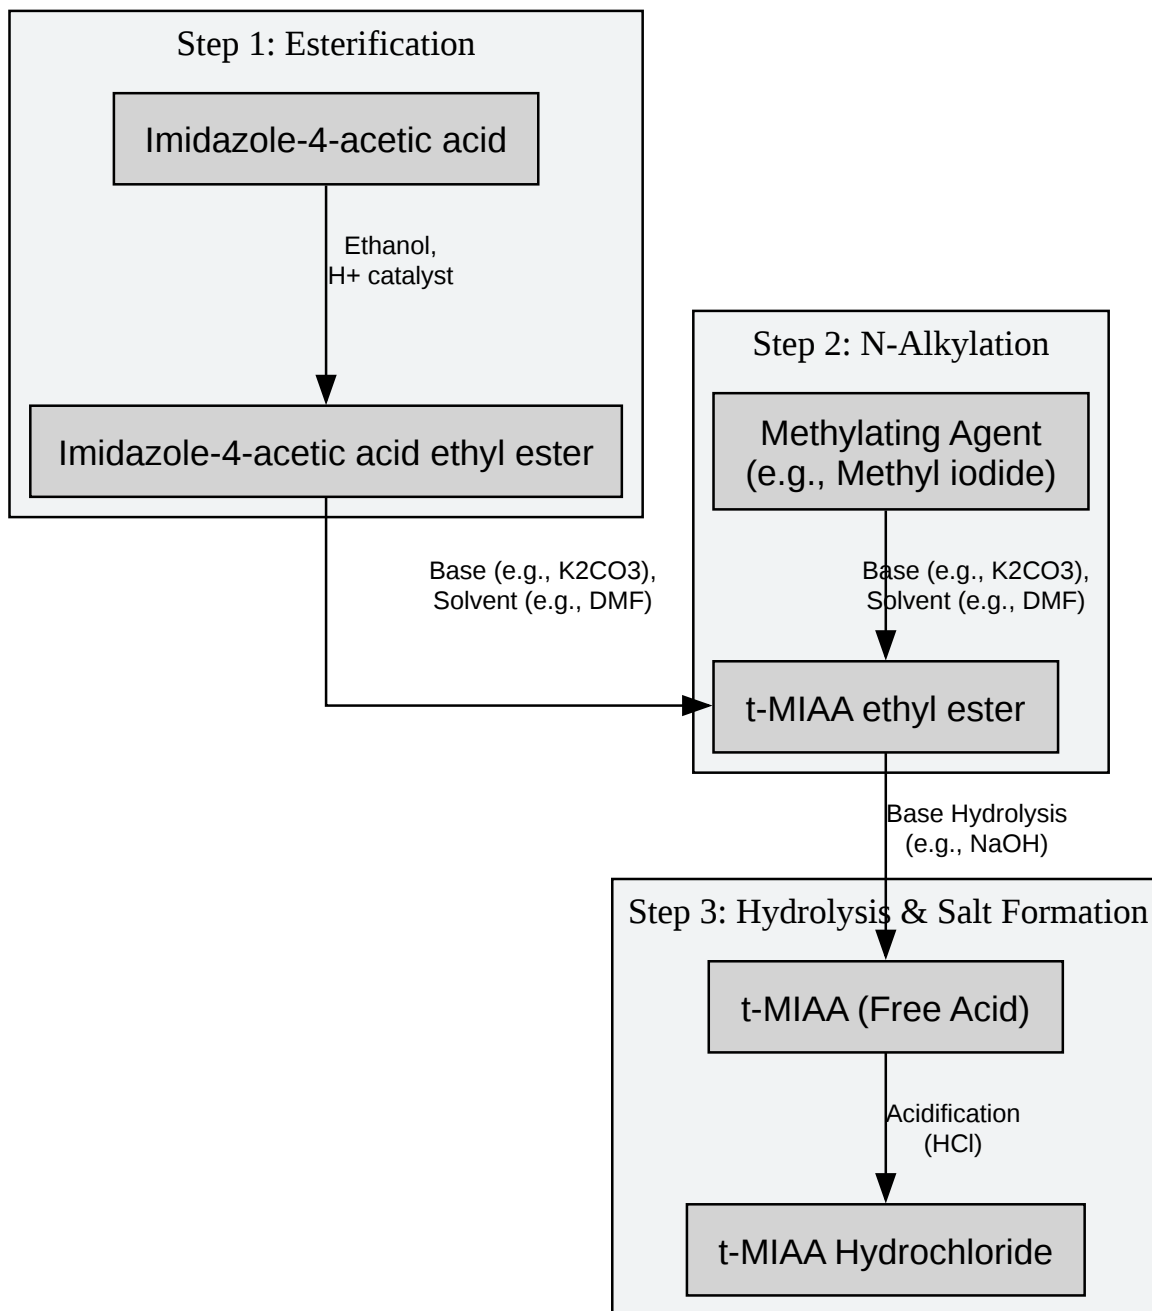 Step 1: Esterification
Imidazole-4-acetic acid
Ethanol,
H+ catalyst
Imidazole-4-acetic acid ethyl ester
Step 2: N-Alkylation
Methylating Agent
(e.g., Methyl iodide)
Base (e.g., K2CO3),
Solvent (e.g., DMF)
Base (e.g., K2CO3),
Solvent (e.g., DMF)
t-MIAA ethyl ester
Base Hydrolysis
(e.g., NaOH)
Step 3: Hydrolysis & Salt Formation
t-MIAA (Free Acid)
Acidification
(HCl)
t-MIAA Hydrochloride